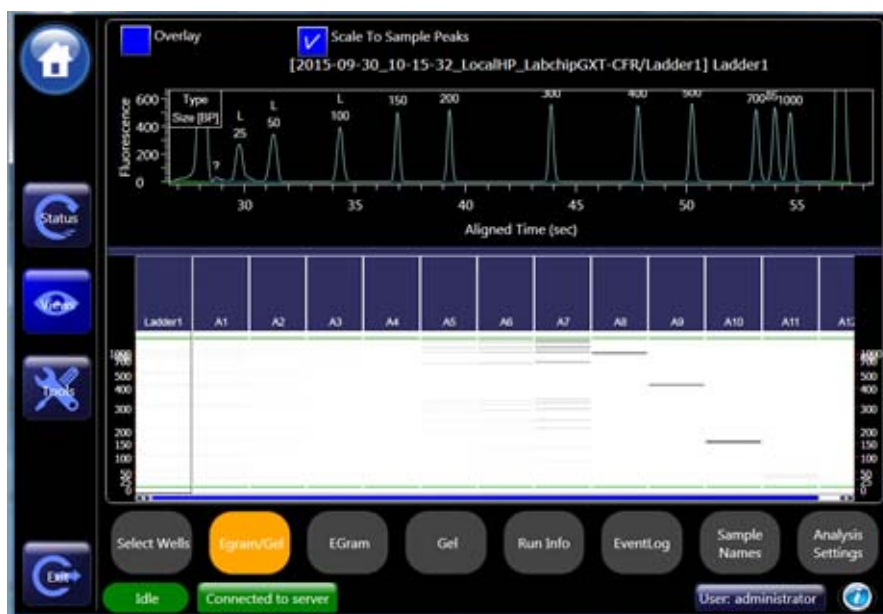 Overlay
Scale To Sample Peaks
[2015-09-30_10-15-32_LocalHP_LabchipGXT-CFR/Ladder1] Ladder1
Fluorescence
600
400
200
0
Type
Size [BP]
?
L
25
L
50
L
100
150
200
300
400
500
700
1000
30
35
40
45
50
55
Aligned Time (sec)
Status
View
Tools
Exit
Ladder1 A1 A2 A3 A4 A5 A6 A7 A8 A9 A10 A11 A12
500
400
300
200
150
100
0
500
400
300
200
150
100
0
Select Wells
Egram/Gel
EGram
Gel
Run Info
EventLog
Sample
Names
Analysis
Settings
Idle
Connected to server
User: administrator
i